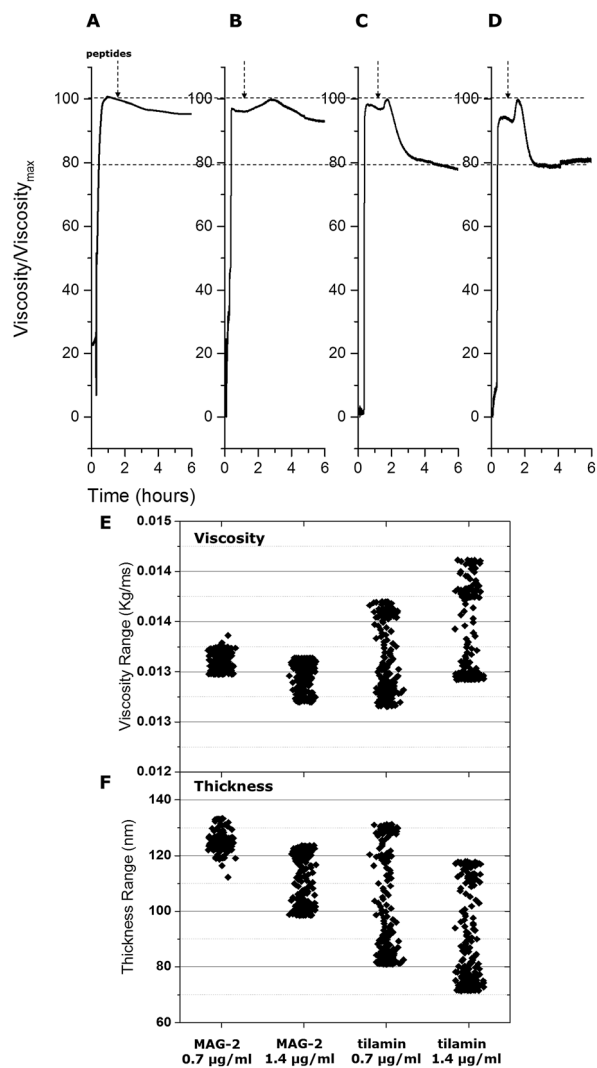 A
B
C
D
peptides
Viscosity/Viscositymax
100
80
60
40
20
0
100
80
60
40
20
0
100
80
60
40
20
0
100
80
60
40
20
0
0 2 4 6
0 2 4 6
0 2 4 6
0 2 4 6
Time (hours)
E
Viscosity
Viscosity Range (Kg/ms)
0.015
0.014
0.014
0.013
0.013
0.012
F
Thickness
Thickness Range (nm)
140
120
100
80
60
MAG-2 MAG-2 tilamin tilamin
0.7 µg/ml 1.4 µg/ml 0.7 µg/ml 1.4 µg/ml